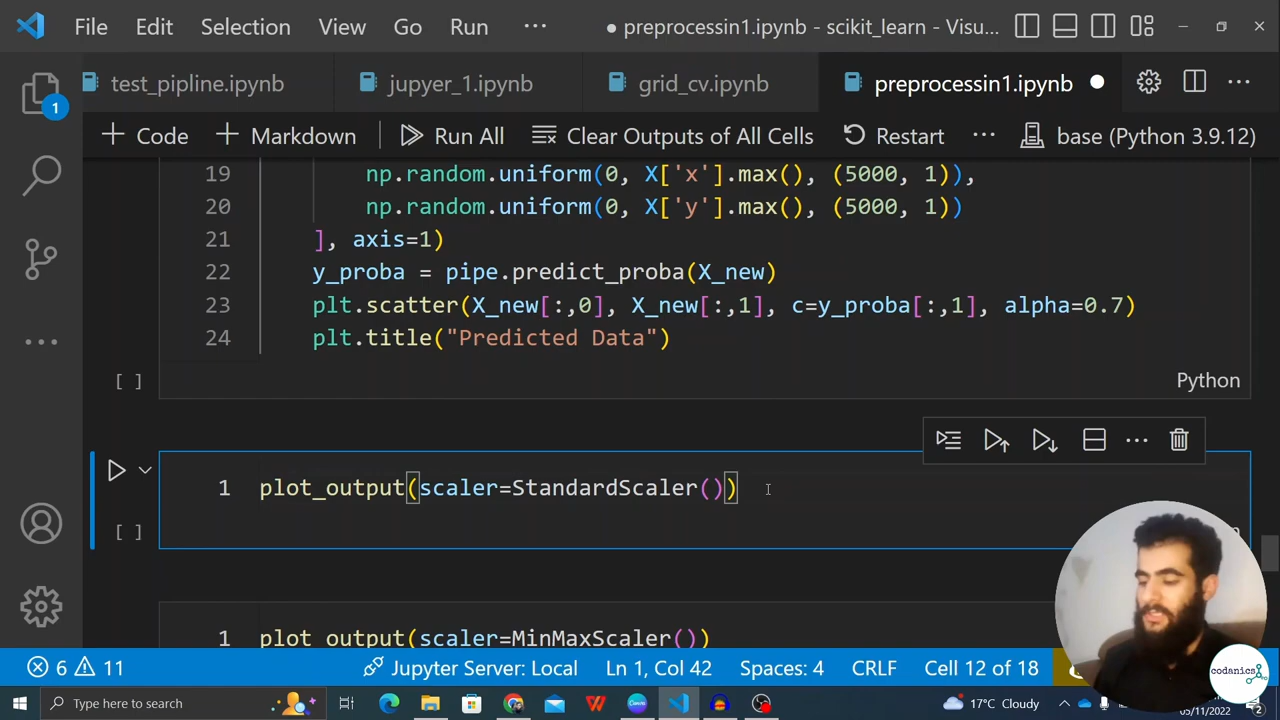 File Edit Selection View Go Run ··· ● preprocessin1.ipynb - scikit_learn - Visu...
test_pipline.ipynb jupyer_1.ipynb grid_cv.ipynb preprocessin1.ipynb ● ···
1
+ Code + Markdown Run All Clear Outputs of All Cells Restart ··· base (Python 3.9.12)
19 np.random.uniform(0, X['x'].max(), (5000, 1)),
20 np.random.uniform(0, X['y'].max(), (5000, 1))
21 ], axis=1)
22 y_proba = pipe.predict_proba(X_new)
23 plt.scatter(X_new[:,0], X_new[:,1], c=y_proba[:,1], alpha=0.7)
24 plt.title("Predicted Data")
[ ] Python
1 plot_output(scaler=StandardScaler())
[ ]
1 plot_output(scaler=MinMaxScaler())
codanics
6 11 Jupyter Server: Local Ln 1, Col 42 Spaces: 4 CRLF Cell 12 of 18
Type here to search 17°C Cloudy 05/11/2022 2